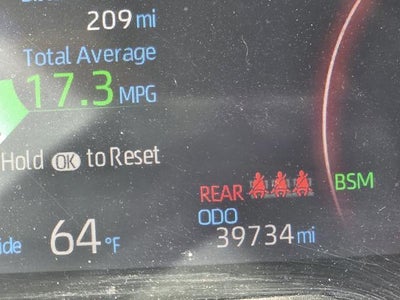 209 mi
Total Average
17.3 MPG
Hold OK to Reset
REAR
BSM
ODO
64 °F
39734 mi